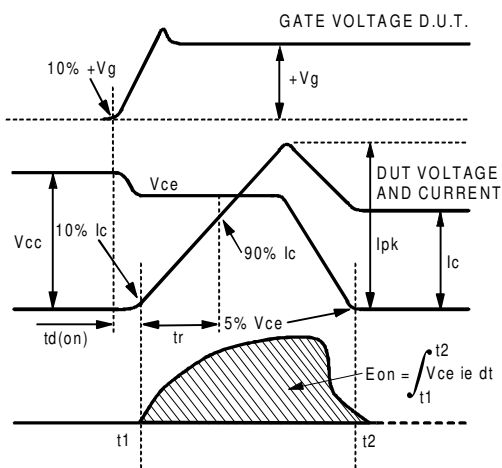 GATE VOLTAGE D.U.T.
10% +Vg
+Vg
Vce
DUT VOLTAGE
AND CURRENT
Vcc
10% Ic
90% Ic
Ipk
Ic
td(on)
tr
5% Vce
Eon = ∫ Vce ie dt
t2
t1
t1
t2